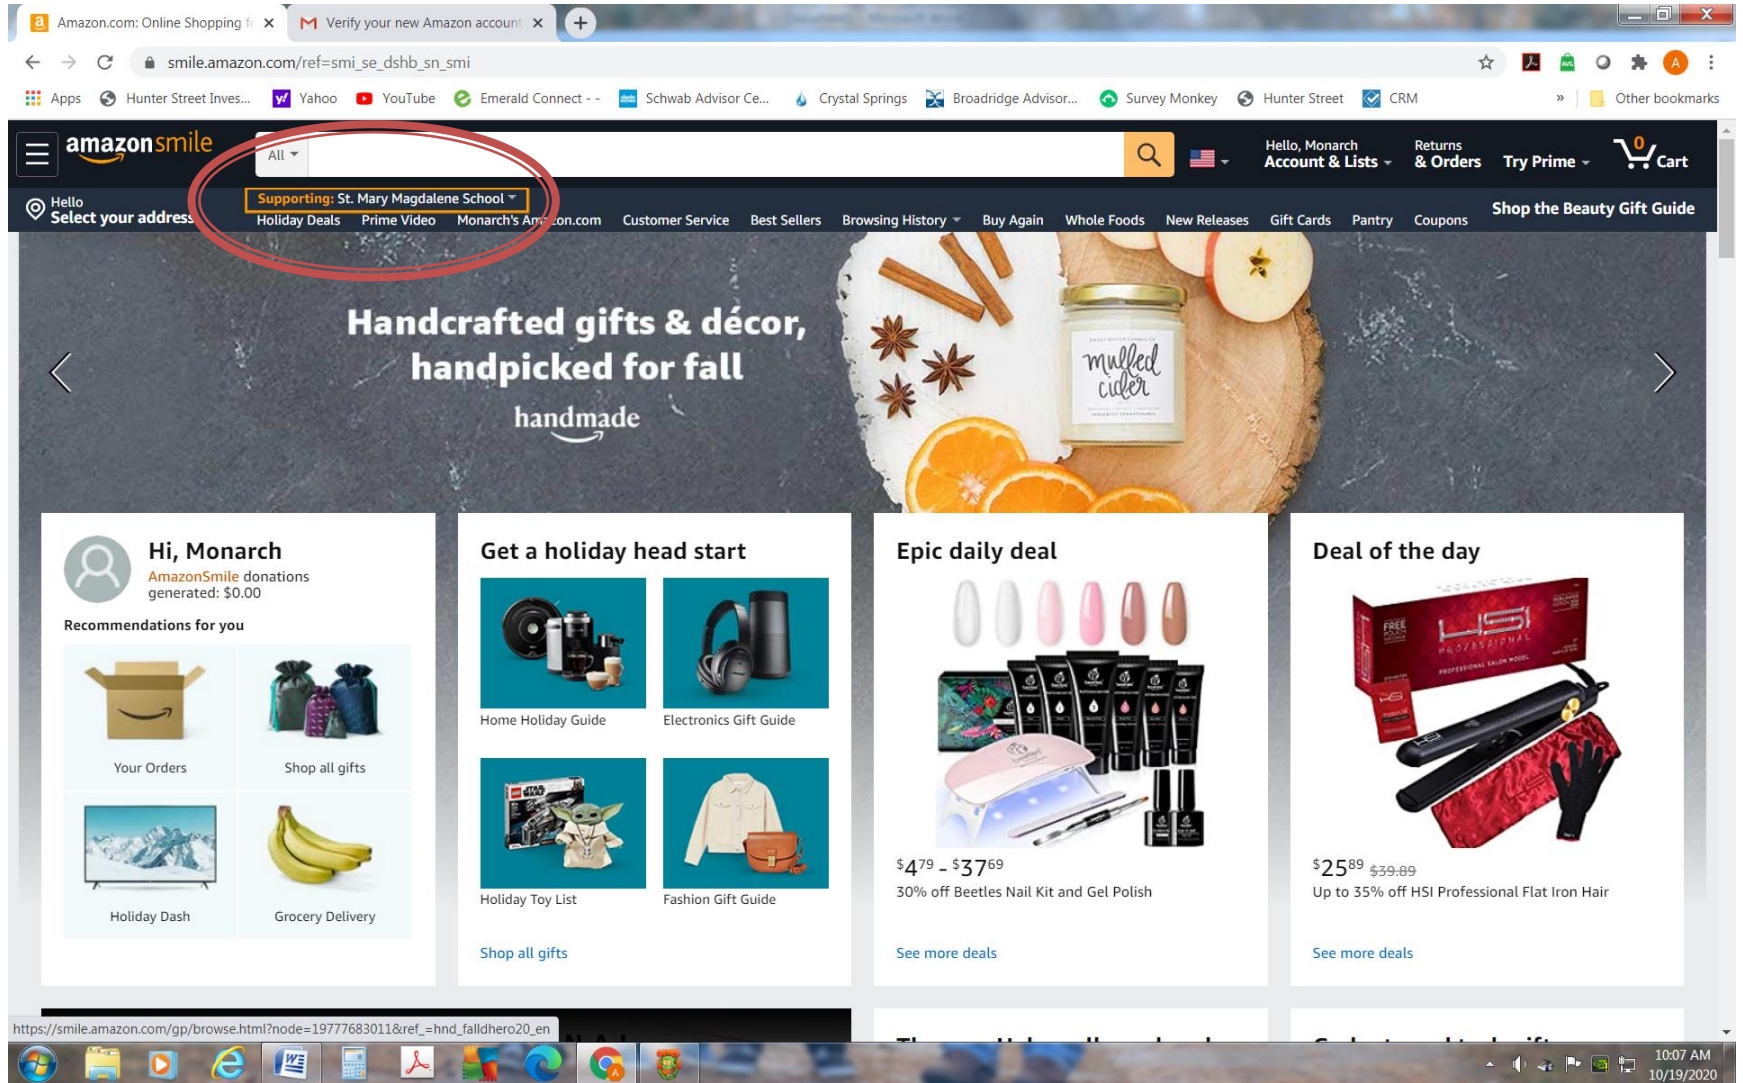 Amazon.com: Online Shopping f
Verify your new Amazon account
smile.amazon.com/ref=smi_se_dshb_sn_smi
Apps
Hunter Street Inves...
Yahoo
YouTube
Emerald Connect - -
Schwab Advisor Ce...
Crystal Springs
Broadridge Advisor...
Survey Monkey
Hunter Street
CRM
»
Other bookmarks
amazonsmile
All
Hello, Monarch
Account & Lists
Returns
& Orders
Try Prime
0
Cart
Hello
Select your address
Supporting: St. Mary Magdalene School
Holiday Deals
Prime Video
Monarch's Amazon.com
Customer Service
Best Sellers
Browsing History
Buy Again
Whole Foods
New Releases
Gift Cards
Pantry
Coupons
Shop the Beauty Gift Guide
Handcrafted gifts & décor,
handpicked for fall
handmade
mulled
cider
Hi, Monarch
AmazonSmile donations
generated: $0.00
Recommendations for you
Your Orders
Shop all gifts
Holiday Dash
Grocery Delivery
Get a holiday head start
Home Holiday Guide
Electronics Gift Guide
Holiday Toy List
Fashion Gift Guide
Shop all gifts
Epic daily deal
$479 - $3769
30% off Beetles Nail Kit and Gel Polish
See more deals
Deal of the day
HSI
PROFESSIONAL
PROFESSIONAL SALON MODEL
FREE
$2589 $39.89
Up to 35% off HSI Professional Flat Iron Hair
See more deals
https://smile.amazon.com/gp/browse.html?node=19777683011&ref_=hnd_falldhero20_en
10:07 AM
10/19/2020